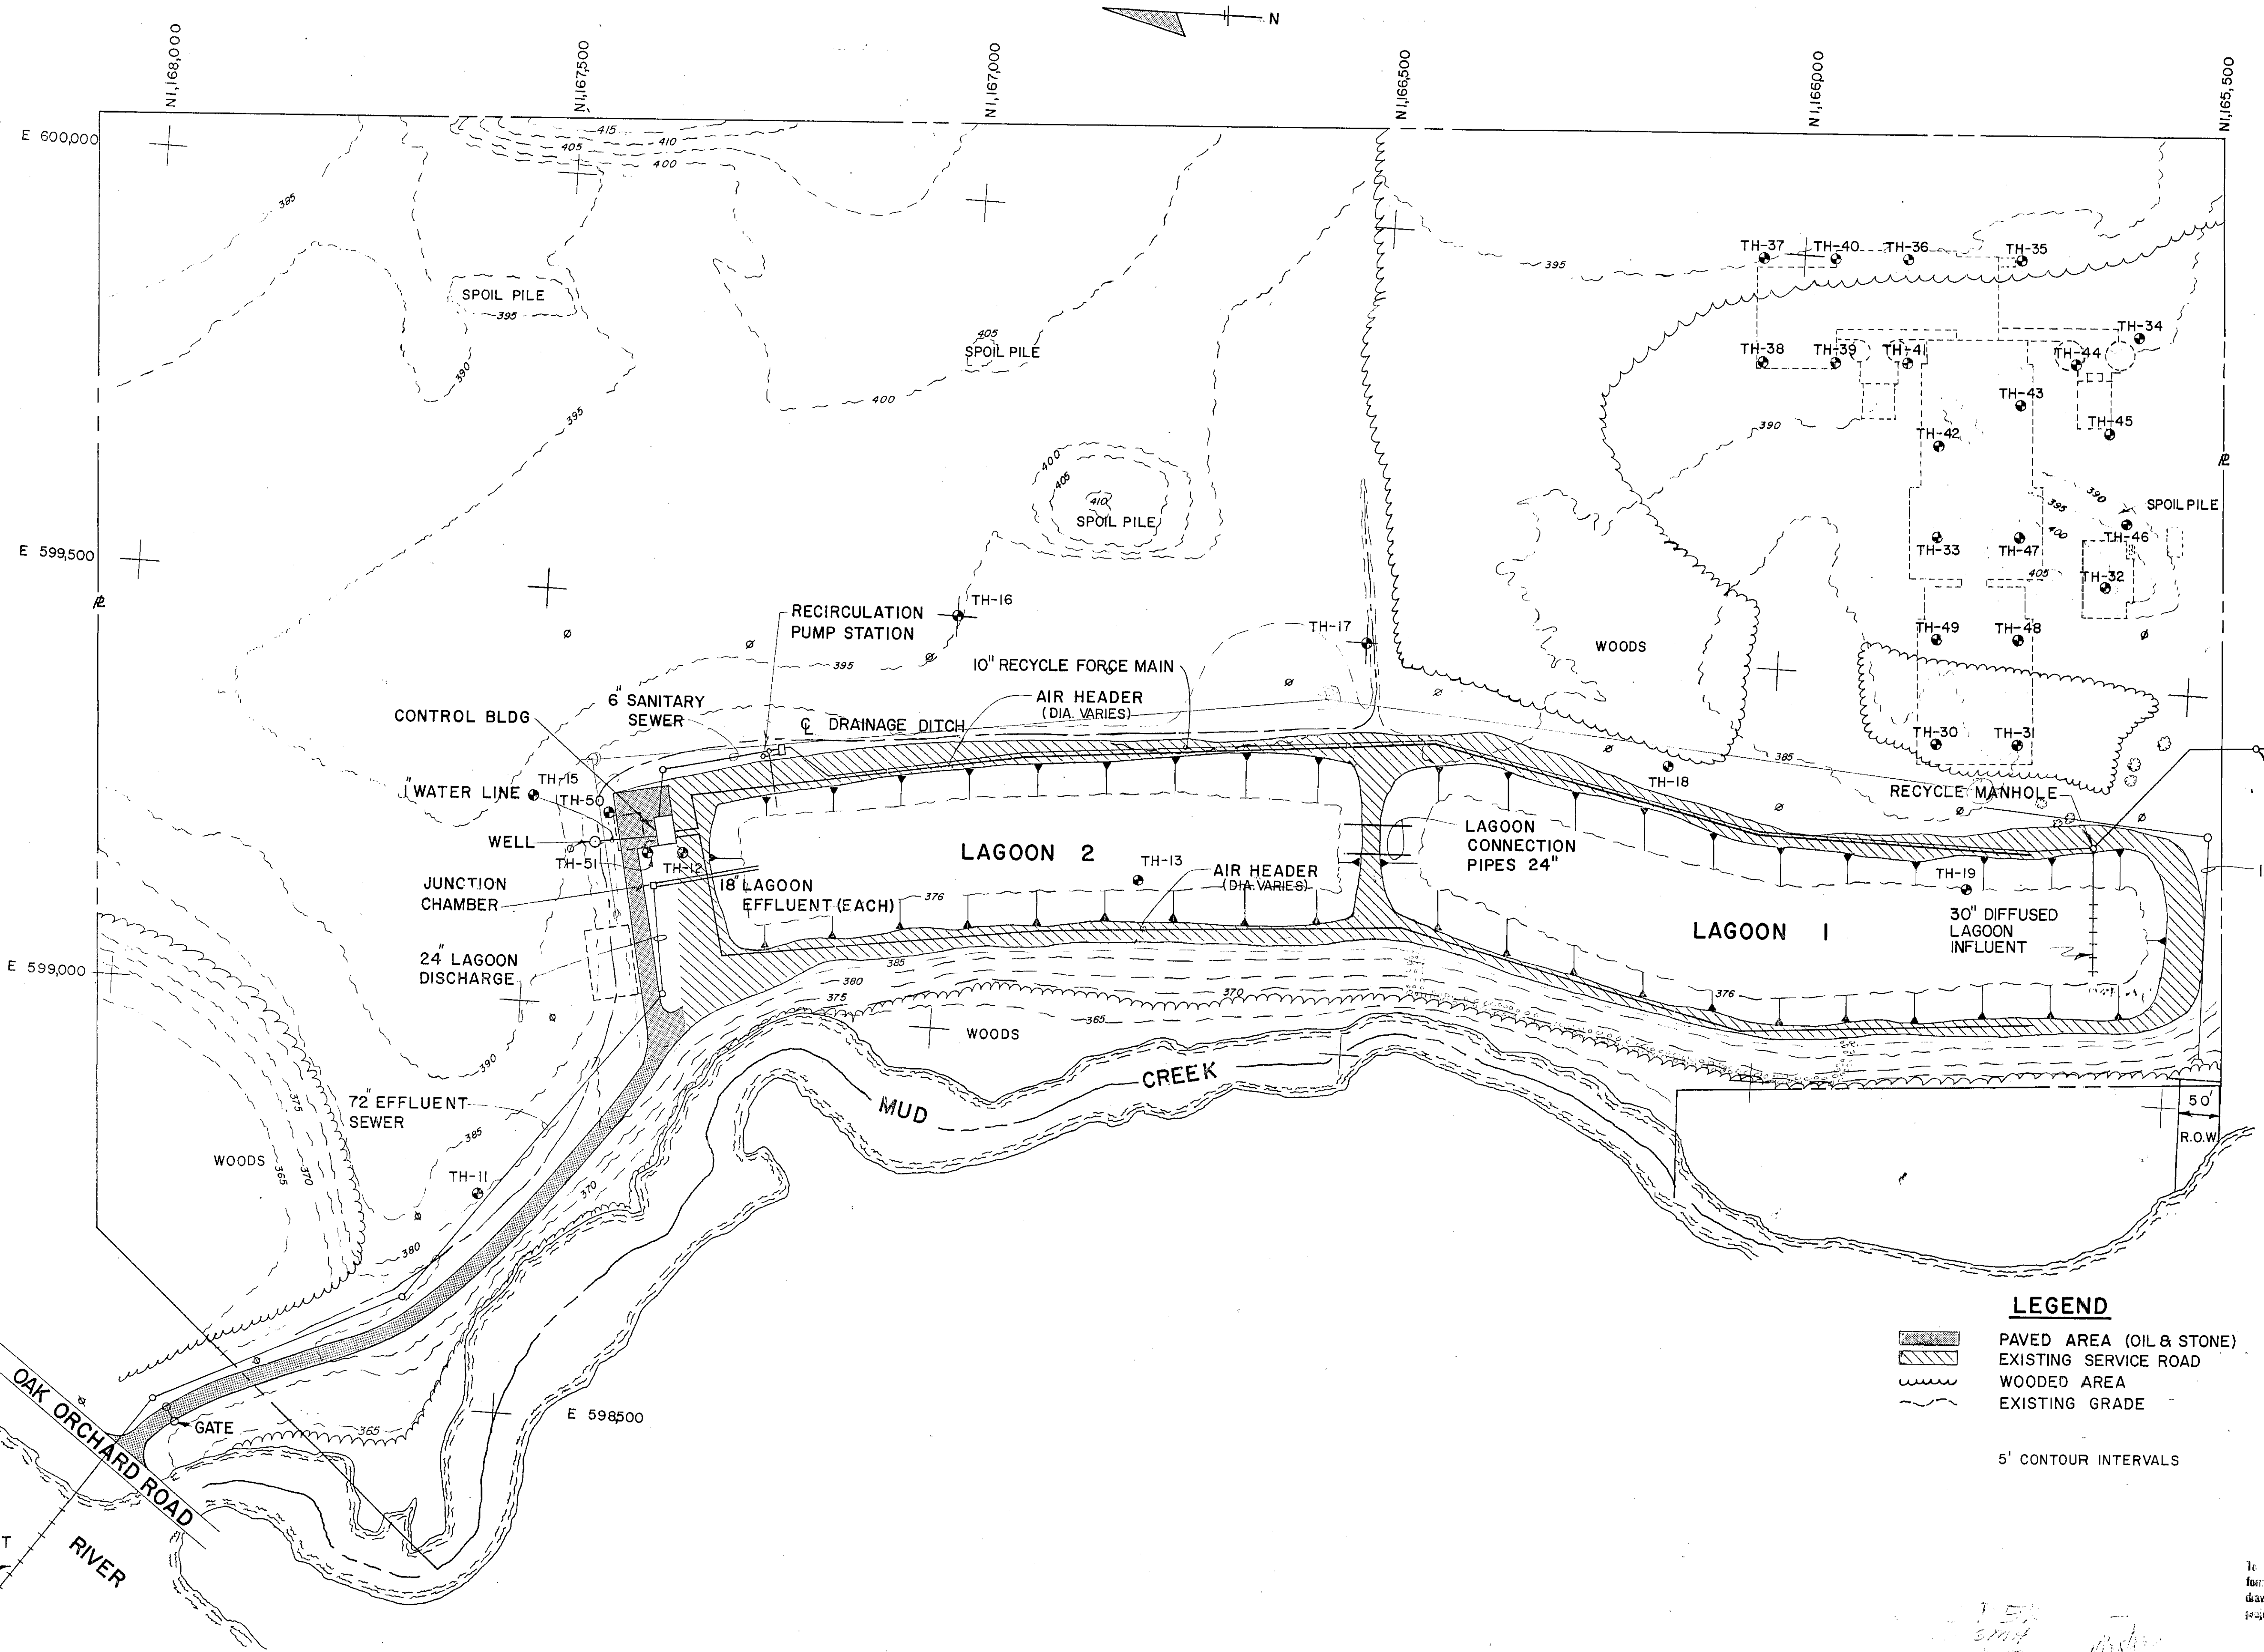 N
N1,168,000
N1,167,500
N1,167,000
N1,166,500
N1,166,000
N1,165,500
E 600,000
415
410
405
400
395
SPOIL PILE
395
390
395
405
SPOIL PILE
400
395
TH-37
TH-40
TH-36
TH-35
TH-34
TH-38
TH-39
TH-41
TH-44
TH-43
TH-45
TH-42
390
400
405
410
SPOIL PILE
390
395
400
SPOIL PILE
TH-46
E 599,500
TH-33
TH-47
405
TH-32
TH-16
RECIRCULATION
PUMP STATION
TH-17
TH-49
TH-48
WOODS
395
10" RECYCLE FORCE MAIN
6" SANITARY
SEWER
AIR HEADER
(DIA. VARIES)
CONTROL BLDG
℄ DRAINAGE DITCH
TH-30
TH-31
385
TH-18
TH-15
1" WATER LINE
TH-50
RECYCLE MANHOLE
WELL
LAGOON
CONNECTION
PIPES 24"
LAGOON 2
TH-13
TH-51
TH-12
AIR HEADER
(DIA. VARIES)
TH-19
JUNCTION
CHAMBER
18" LAGOON
EFFLUENT (EACH)
376
LAGOON 1
30" DIFFUSED
LAGOON
INFLUENT
24" LAGOON
DISCHARGE
E 599,000
385
380
375
370
365
376
WOODS
390
MUD CREEK
72" EFFLUENT
SEWER
375
385
370
365
WOODS
TH-11
370
380
50'
R.O.W.
E 598,500
365
GATE
OAK ORCHARD ROAD
RIVER
LEGEND
PAVED AREA (OIL & STONE)
EXISTING SERVICE ROAD
WOODED AREA
EXISTING GRADE
5' CONTOUR INTERVALS